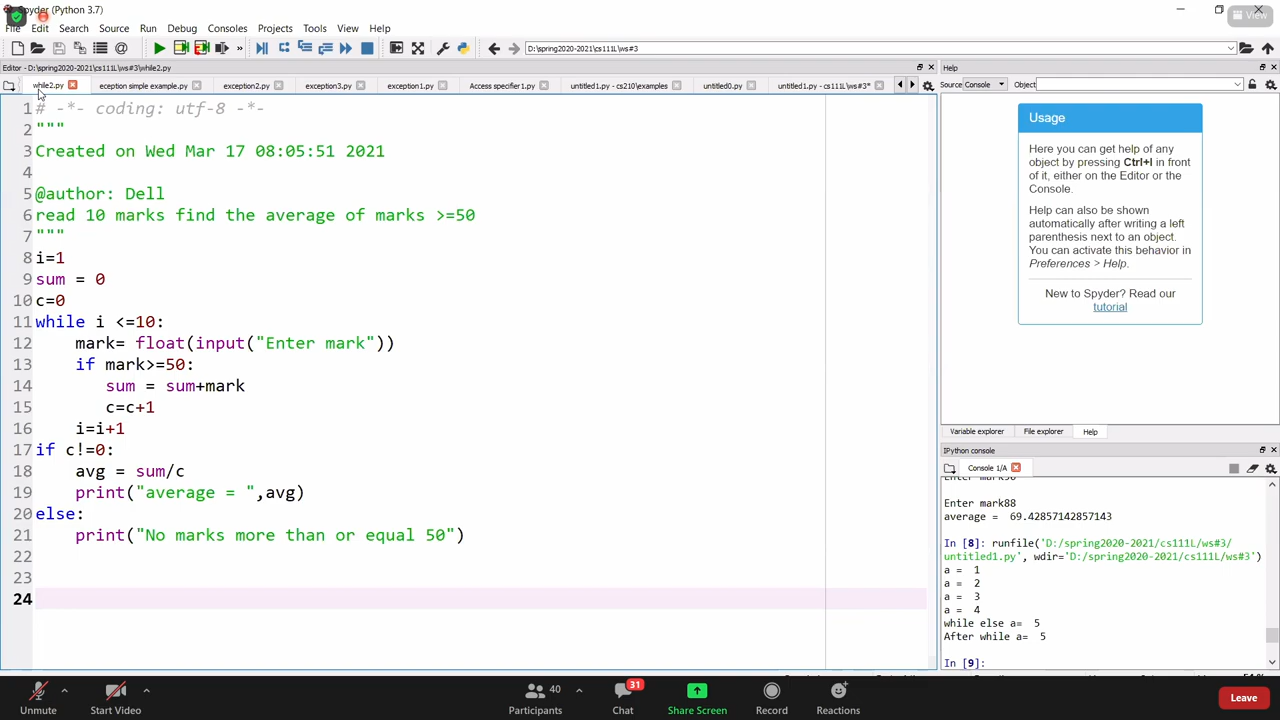 Spyder (Python 3.7)
View
File Edit Search Source Run Debug Consoles Projects Tools View Help
D:\spring2020-2021\cs111L\ws#3
Editor - D:\spring2020-2021\cs111L\ws#3\while2.py
Help
while2.py eception simple example.py exception2.py exception3.py exception1.py Access specifier1.py untitled1.py - cs210\examples untitled0.py untitled1.py - cs111L\ws#3*
Source Console Object
1 # -*- coding: utf-8 -*-
2 """
3 Created on Wed Mar 17 08:05:51 2021
4
5 @author: Dell
6 read 10 marks find the average of marks >=50
7 """
8 i=1
9 sum = 0
10 c=0
11 while i <=10:
12     mark= float(input("Enter mark"))
13     if mark>=50:
14        sum = sum+mark
15        c=c+1
16     i=i+1
17 if c!=0:
18     avg = sum/c
19     print("average = ",avg)
20 else:
21     print("No marks more than or equal 50")
22
23
24
Usage
Here you can get help of any
object by pressing Ctrl+I in front
of it, either on the Editor or the
Console.
Help can also be shown
automatically after writing a left
parenthesis next to an object.
You can activate this behavior in
Preferences > Help.
New to Spyder? Read our
tutorial
Variable explorer File explorer Help
IPython console
Console 1/A
Enter mark88
average =  69.42857142857143
In [8]: runfile('D:/spring2020-2021/cs111L/ws#3/
untitled1.py', wdir='D:/spring2020-2021/cs111L/ws#3')
a =  1
a =  2
a =  3
a =  4
while else a=  5
After while a=  5
In [9]:
Unmute Start Video Participants 40 Chat 31 Share Screen Record Reactions Leave